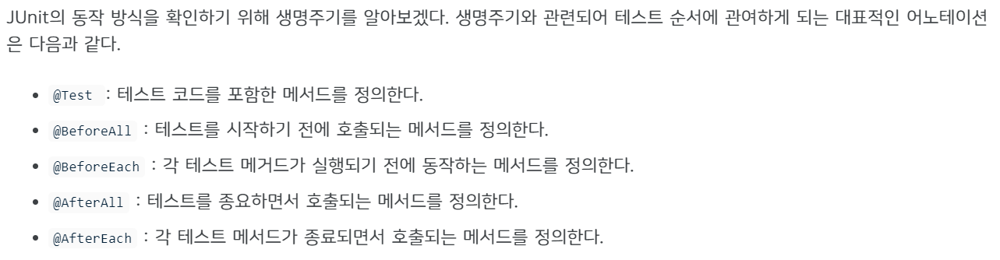 JUnit의 동작 방식을 확인하기 위해 생명주기를 알아보겠다. 생명주기와 관련되어 테스트 순서에 관여하게 되는 대표적인 어노테이션
은 다음과 같다.
• @Test : 테스트 코드를 포함한 메서드를 정의한다.
• @BeforeAll : 테스트를 시작하기 전에 호출되는 메서드를 정의한다.
• @BeforeEach : 각 테스트 메거드가 실행되기 전에 동작하는 메서드를 정의한다.
• @AfterAll : 테스트를 종요하면서 호출되는 메서드를 정의한다.
• @AfterEach : 각 테스트 메서드가 종료되면서 호출되는 메서드를 정의한다.